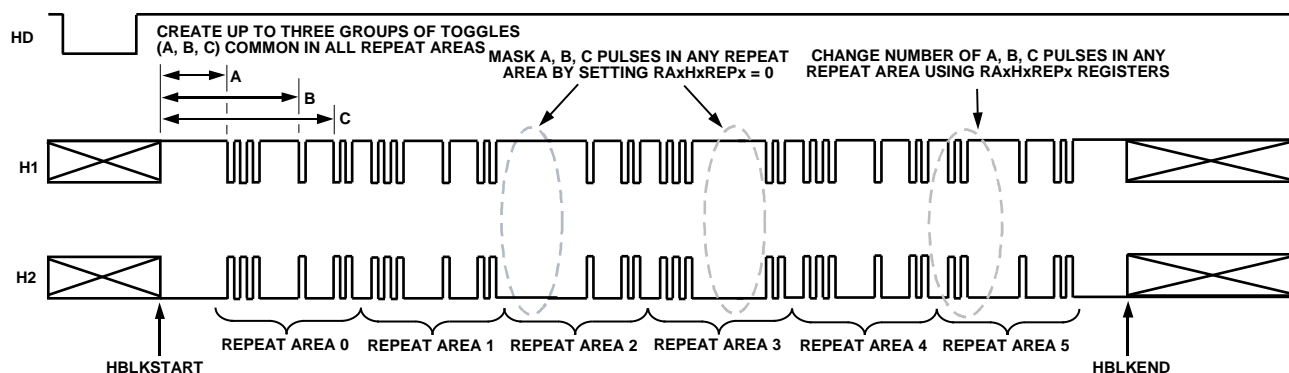 HD
CREATE UP TO THREE GROUPS OF TOGGLES
(A, B, C) COMMON IN ALL REPEAT AREAS
MASK A, B, C PULSES IN ANY REPEAT
AREA BY SETTING RAxHxREPx = 0
CHANGE NUMBER OF A, B, C PULSES IN ANY
REPEAT AREA USING RAxHxREPx REGISTERS
A
B
C
H1
H2
REPEAT AREA 0
REPEAT AREA 1
REPEAT AREA 2
REPEAT AREA 3
REPEAT AREA 4
REPEAT AREA 5
HBLKSTART
HBLKEND